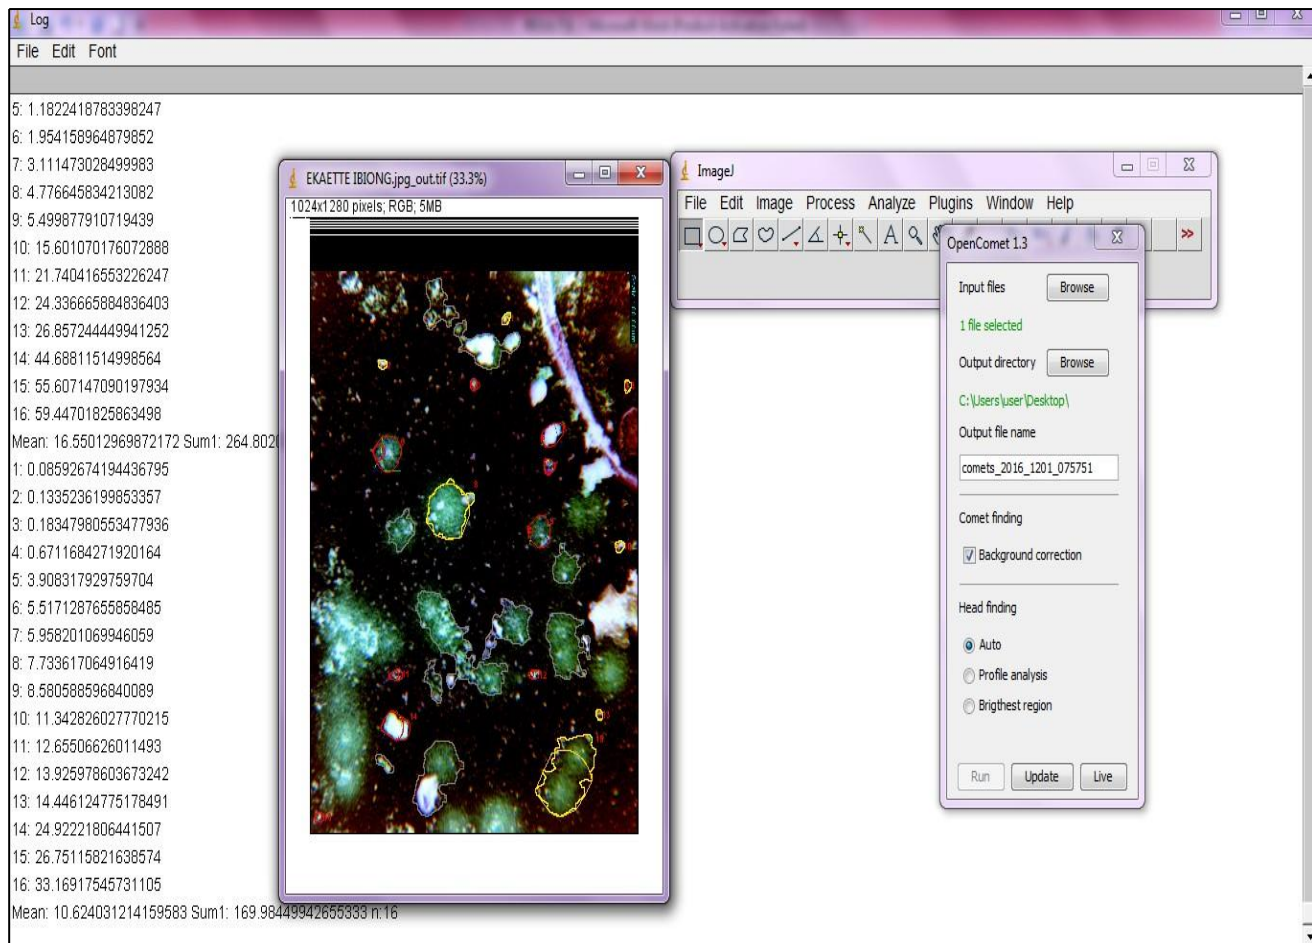 Log
File Edit Font
5: 1.1822418783398247
6: 1.954158964879852
7: 3.111473028499983
8: 4.776645834213082
9: 5.499877910719439
10: 15.601070176072888
11: 21.740416553226247
12: 24.336665884836403
13: 26.857244449941252
14: 44.68811514998564
15: 55.607147090197934
16: 59.44701825863498
Mean: 16.55012969872172 Sum1: 264.802
1: 0.08592674194436795
2: 0.1335236199853357
3: 0.18347980553477936
4: 0.6711684271920164
5: 3.908317929759704
6: 5.5171287655858485
7: 5.958201069946059
8: 7.733617064916419
9: 8.580588596840089
10: 11.342826027770215
11: 12.65506626011493
12: 13.925978603673242
13: 14.446124775178491
14: 24.92221806441507
15: 26.75115821638574
16: 33.16917545731105
Mean: 10.624031214159583 Sum1: 169.98449942655333 n:16
EKAETTE IBIONG.jpg_out.tif (33.3%)
1024x1280 pixels; RGB; 5MB
ImageJ
File Edit Image Process Analyze Plugins Window Help
OpenComet 1.3
Input files Browse
1 file selected
Output directory Browse
C:\Users\user\Desktop\
Output file name
comets_2016_1201_075751
Comet finding
Background correction
Head finding
Auto
Profile analysis
Brigthest region
Run Update Live